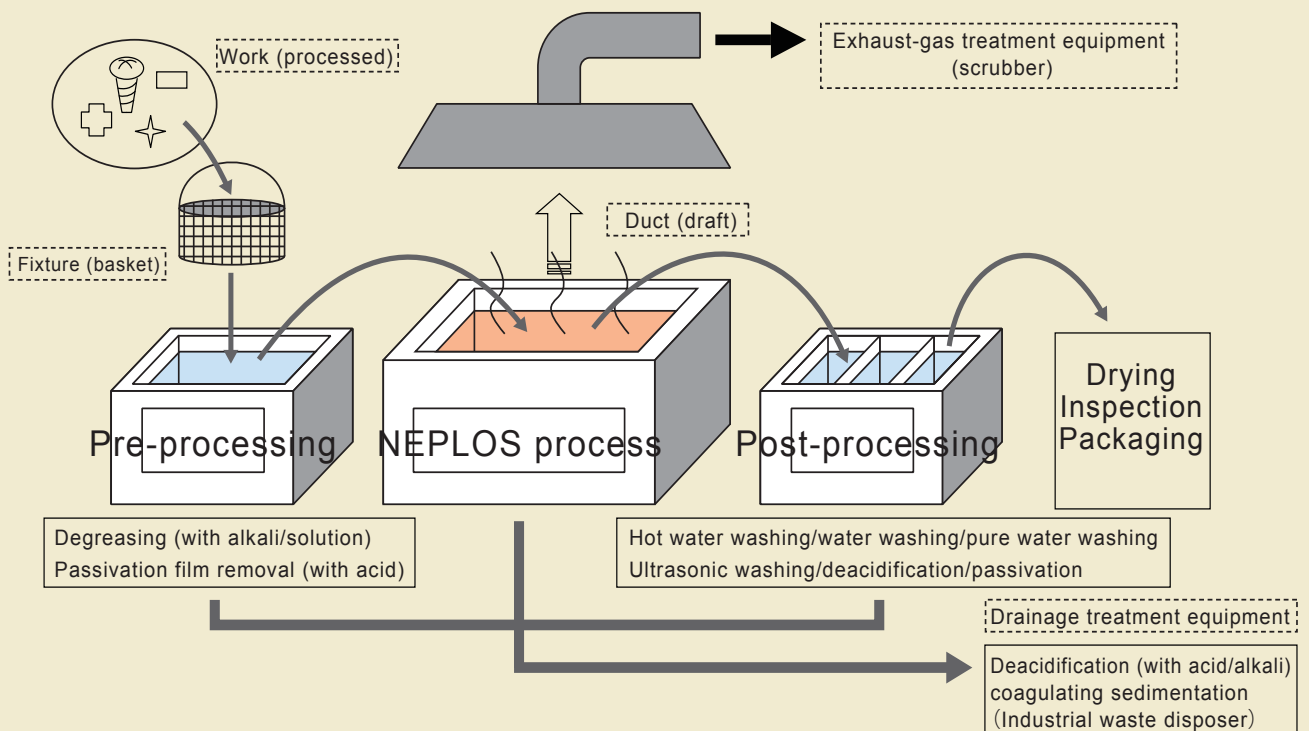 Work (processed)
Exhaust-gas treatment equipment
(scrubber)
Duct (draft)
Fixture (basket)
Pre-processing
NEPLOS process
Post-processing
Drying
Inspection
Packaging
Degreasing (with alkali/solution)
Passivation film removal (with acid)
Hot water washing/water washing/pure water washing
Ultrasonic washing/deacidification/passivation
Drainage treatment equipment
Deacidification (with acid/alkali)
coagulating sedimentation
（Industrial waste disposer）